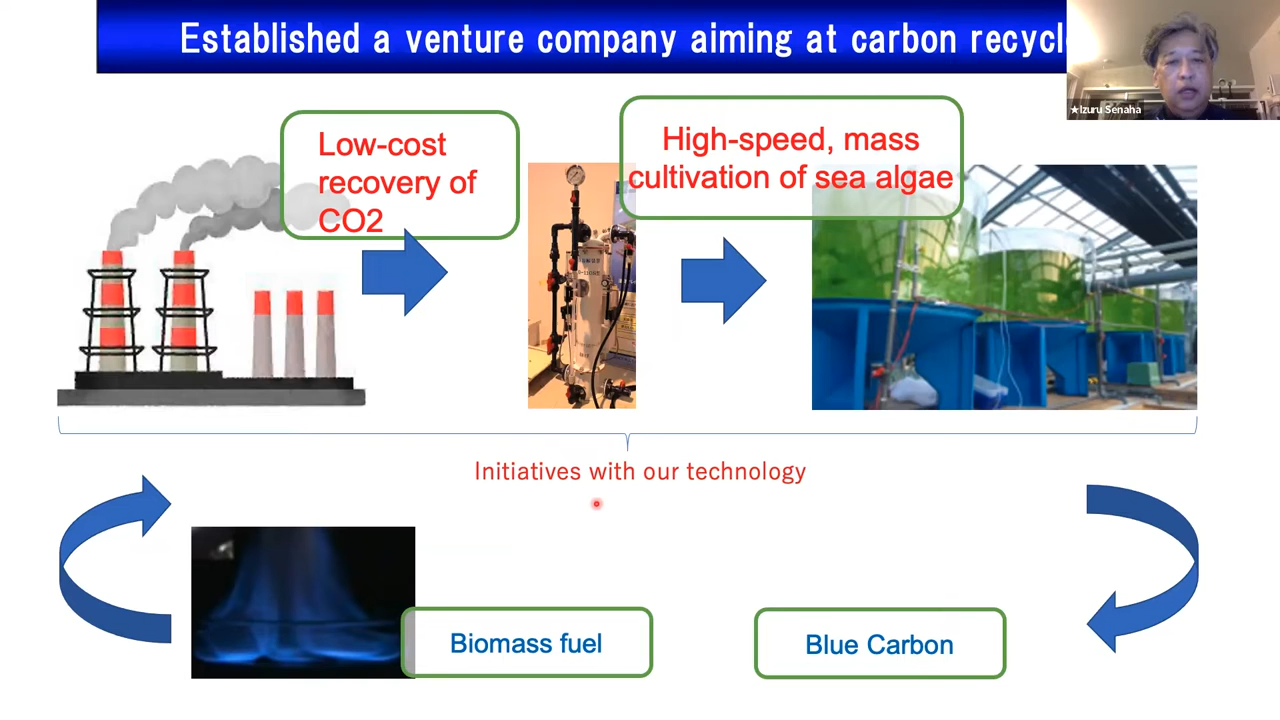 Established a venture company aiming at carbon recycl
★Izuru Senaha
Low-cost
recovery of
CO2
High-speed, mass
cultivation of sea algae
Initiatives with our technology
Biomass fuel
Blue Carbon